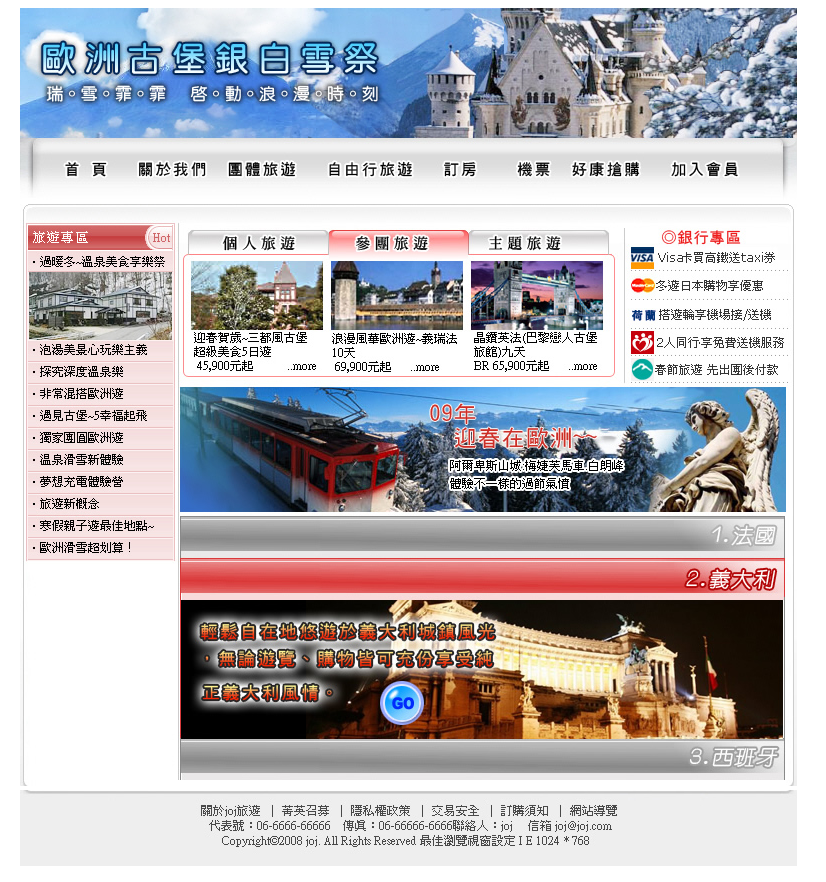 歐洲古堡銀白雪祭
瑞。雪。霏。霏 啓。動。浪。漫。時。刻
首頁 關於我們 團體旅遊 自由行旅遊 訂房 機票 好康搶購 加入會員
旅遊專區 Hot
・過暖冬~溫泉美食享樂祭
・泡湯美景心玩樂主義
・探究深度溫泉樂
・非常混搭歐洲遊
・遇見古堡~5幸福起飛
・獨家團圓歐洲遊
・溫泉滑雪新體驗
・夢想充電體驗營
・旅遊新概念
・寒假親子遊最佳地點~
・歐洲滑雪超划算！
個人旅遊 參團旅遊 主題旅遊
迎春賀歲~三都風古堡
超級美食5日遊
45,900元起 ..more
浪漫風華歐洲遊~義瑞法
10天
69,900元起 ..more
晶鑽英法(巴黎戀人古堡
旅館)九天
BR 65,900元起 ..more
◎銀行專區
VISA Visa卡買高鐵送taxi券
MasterCard 冬遊日本購物享優惠
荷蘭 搭遊輪享機場接/送機
2人同行享免費送機服務
春節旅遊 先出團後付款
09年
迎春在歐洲~~
阿爾卑斯山城.梅婕芙馬車.白朗峰
體驗不一樣的過節氣憤
1.法國
2.義大利
輕鬆自在地悠遊於義大利城鎮風光
，無論遊覽、購物皆可充份享受純
正義大利風情。
GO
3.西班牙
關於joj旅遊 | 菁英召募 | 隱私權政策 | 交易安全 | 訂購須知 | 網站導覽
代表號：06-6666-66666 傳真：06-66666-6666聯絡人：joj 信箱 joj@joj.com
Copyright©2008 joj. All Rights Reserved 最佳瀏覽視窗設定 I E 1024 * 768